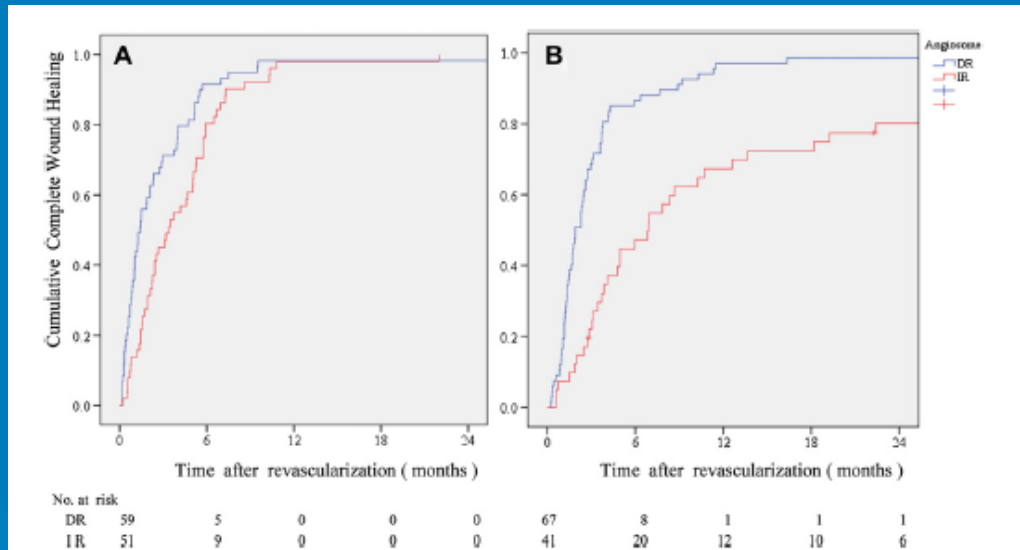 A
B
Angiosome
DR
IR
Cumulative Complete Wound Healing
1.0
0.8
0.6
0.4
0.2
0.0
1.0
0.8
0.6
0.4
0.2
0.0
0 6 12 18 24
0 6 12 18 24
Time after revascularization ( months )
Time after revascularization ( months )
No. at risk
DR 59 5 0 0 0 67 8 1 1 1
IR 51 9 0 0 0 41 20 12 10 6